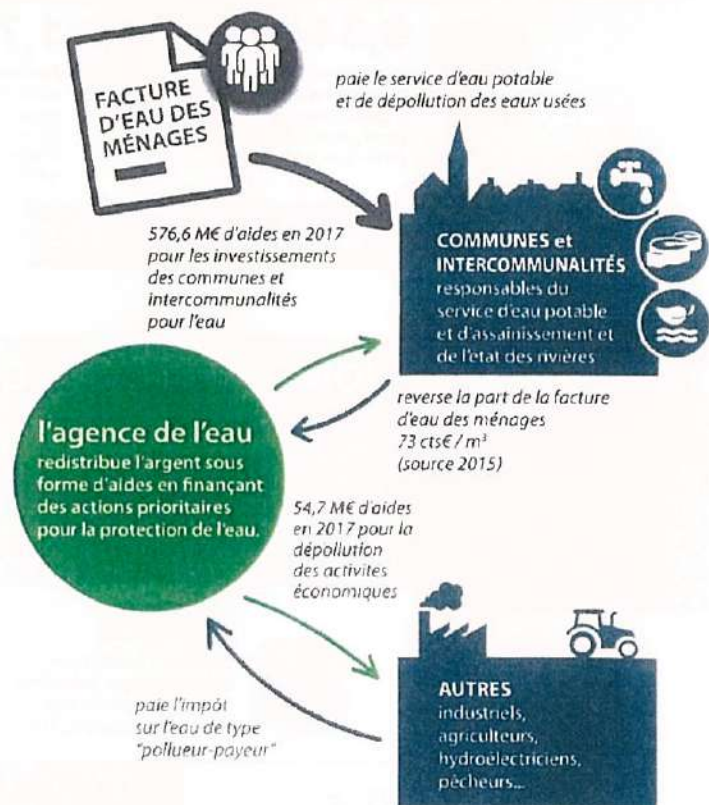 FACTURE
D'EAU DES
MÉNAGES
paie le service d'eau potable
et de dépollution des eaux usées
576,6 M€ d'aides en 2017
pour les investissements
des communes et
intercommunalités
pour l'eau
COMMUNES et
INTERCOMMUNALITÉS
responsables du
service d'eau potable
et d'assainissement et
de l'état des rivières
reverse la part de la facture
d'eau des ménages
73 cts€ / m³
(source 2015)
l'agence de l'eau
redistribue l'argent sous
forme d'aides en finançant
des actions prioritaires
pour la protection de l'eau.
54,7 M€ d'aides
en 2017 pour la
dépollution
des activites
économiques
paie l'impôt
sur l'eau de type
"pollueur-payeur"
AUTRES
industriels,
agriculteurs,
hydroélectriciens,
pêcheurs...